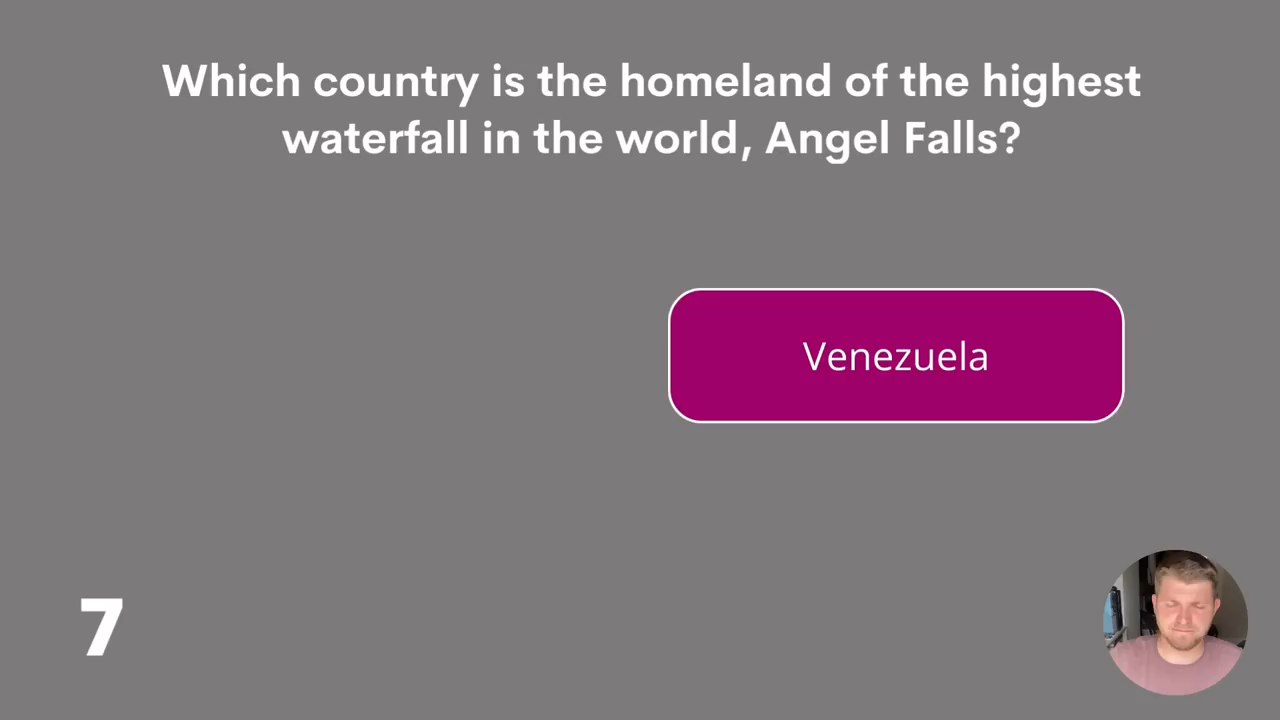 Which country is the homeland of the highest
waterfall in the world, Angel Falls?
Venezuela
7